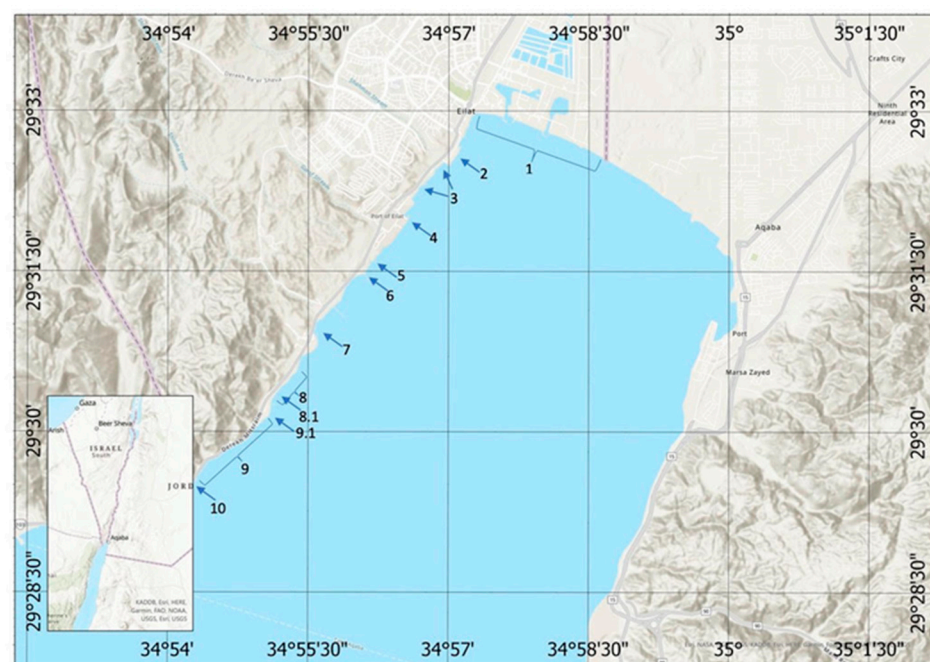 34°54'
34°55'30"
34°57'
34°58'30"
35°
35°1'30"
Crafts City
29°33'
Eilat
29°33'
Ninth
Residential
Area
1
2
3
Port of Eilat
4
Aqaba
29°31'30"
5
6
29°31'30"
Port
7
Marsa Zayed
8
8.1
9.1
29°30'
29°30'
9
JORD
10
Gaza
Arish
Beer Sheva
ISRAEL
South
Aqaba
KADDB, Esri, HERE,
Garmin, FAO, NOAA,
USGS, Esri, USGS
29°28'30"
29°28'30"
34°54'
34°55'30"
34°57'
34°58'30"
35°
35°1'30"